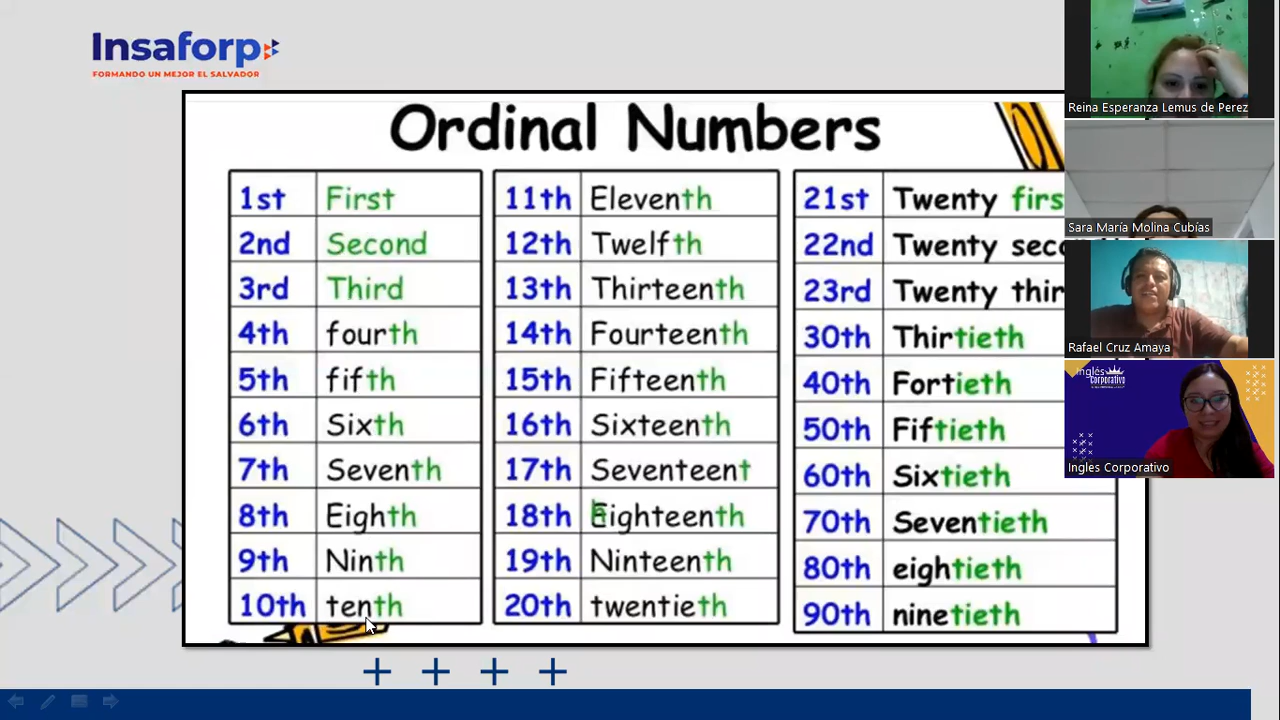 Insaforp
FORMANDO UN MEJOR EL SALVADOR
Ordinal Numbers
1st First
2nd Second
3rd Third
4th fourth
5th fifth
6th Sixth
7th Seventh
8th Eighth
9th Ninth
10th tenth
11th Eleventh
12th Twelfth
13th Thirteenth
14th Fourteenth
15th Fifteenth
16th Sixteenth
17th Seventeent
h
18th Eighteenth
19th Ninteenth
20th twentieth
21st Twenty firs
22nd Twenty seco
23rd Twenty thir
30th Thirtieth
40th Fortieth
50th Fiftieth
60th Sixtieth
70th Seventieth
80th eightieth
90th ninetieth
Reina Esperanza Lemus de Perez
Sara María Molina Cubías
Rafael Cruz Amaya
Inglés
Corporativo
Ingles Corporativo